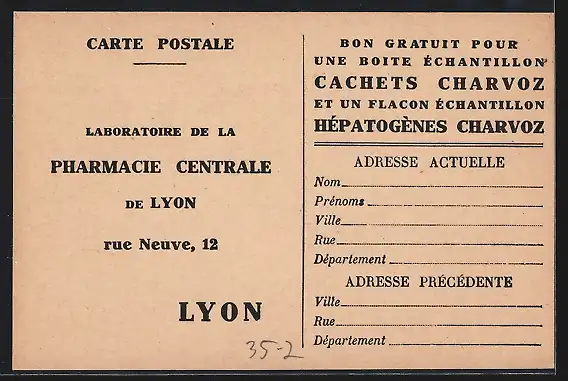 CARTE POSTALE
LABORATOIRE DE LA
PHARMACIE CENTRALE
DE LYON
rue Neuve, 12
LYON
35-2
BON GRATUIT POUR
UNE BOITE ÉCHANTILLON
CACHETS CHARVOZ
ET UN FLACON ÉCHANTILLON
HÉPATOGÈNES CHARVOZ
ADRESSE ACTUELLE
Nom
Prénoms
Ville
Rue
Département
ADRESSE PRÉCÉDENTE
Ville
Rue
Département